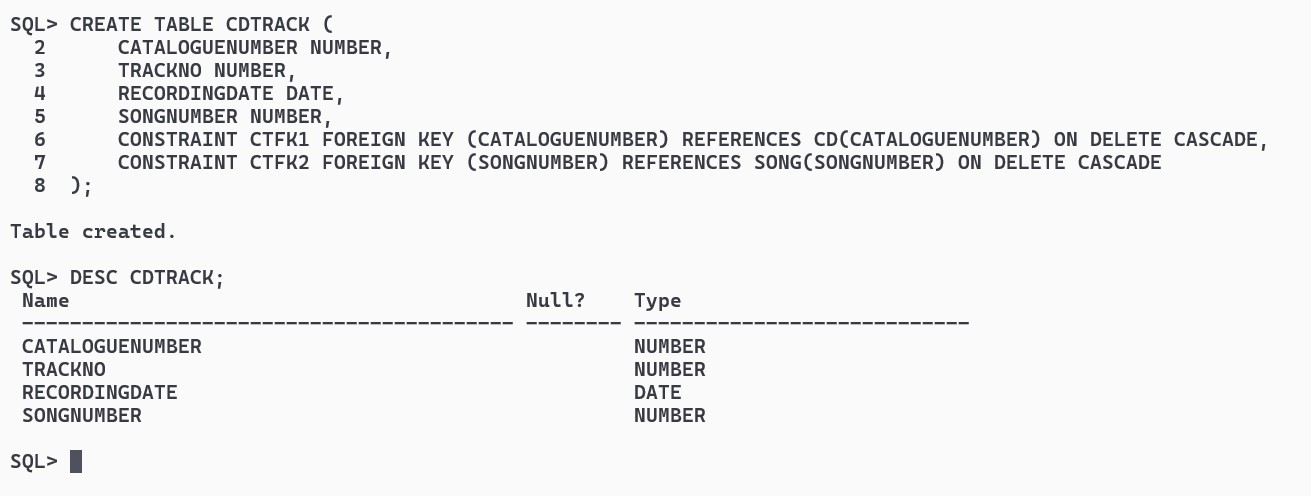 SQL> CREATE TABLE CDTRACK (
  2      CATALOGUENUMBER NUMBER,
  3      TRACKNO NUMBER,
  4      RECORDINGDATE DATE,
  5      SONGNUMBER NUMBER,
  6      CONSTRAINT CTFK1 FOREIGN KEY (CATALOGUENUMBER) REFERENCES CD(CATALOGUENUMBER) ON DELETE CASCADE,
  7      CONSTRAINT CTFK2 FOREIGN KEY (SONGNUMBER) REFERENCES SONG(SONGNUMBER) ON DELETE CASCADE
  8  );
Table created.
SQL> DESC CDTRACK;
 Name                                      Null?    Type
 ----------------------------------------- -------- ----------------------------
 CATALOGUENUMBER                                    NUMBER
 TRACKNO                                            NUMBER
 RECORDINGDATE                                      DATE
 SONGNUMBER                                         NUMBER
SQL>